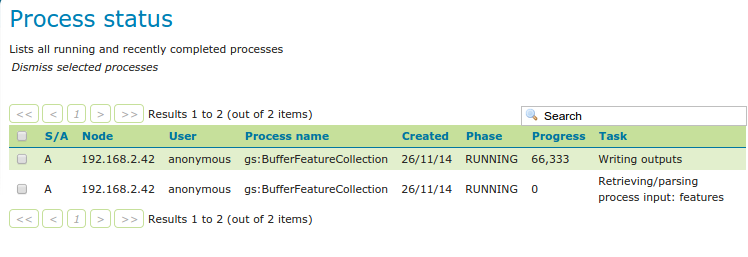 Process status
Lists all running and recently completed processes
Dismiss selected processes
<< < 1 > >> Results 1 to 2 (out of 2 items) Search
S/A Node User Process name Created Phase Progress Task
A 192.168.2.42 anonymous gs:BufferFeatureCollection 26/11/14 RUNNING 66,333 Writing outputs
A 192.168.2.42 anonymous gs:BufferFeatureCollection 26/11/14 RUNNING 0 Retrieving/parsing
process input: features
<< < 1 > >> Results 1 to 2 (out of 2 items)